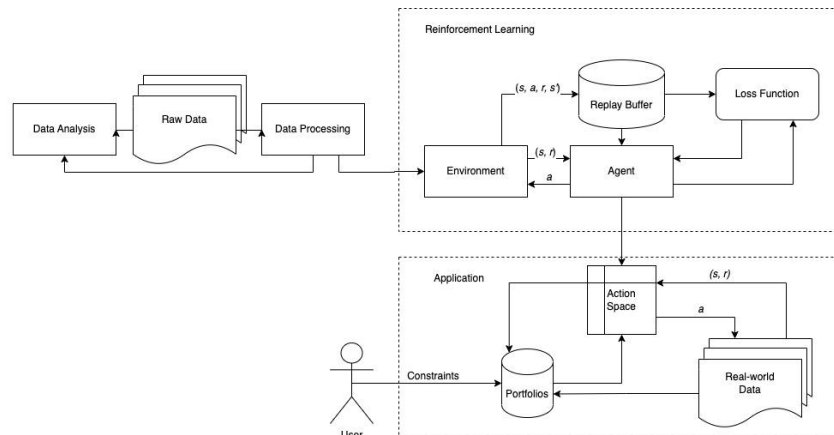 Reinforcement Learning
(s, a, r, s')
Replay Buffer
Loss Function
Data Analysis
Raw Data
Data Processing
(s, r)
Environment
a
Agent
Application
(s, r)
Action
Space
a
Constraints
Portfolios
Real-world
Data
User